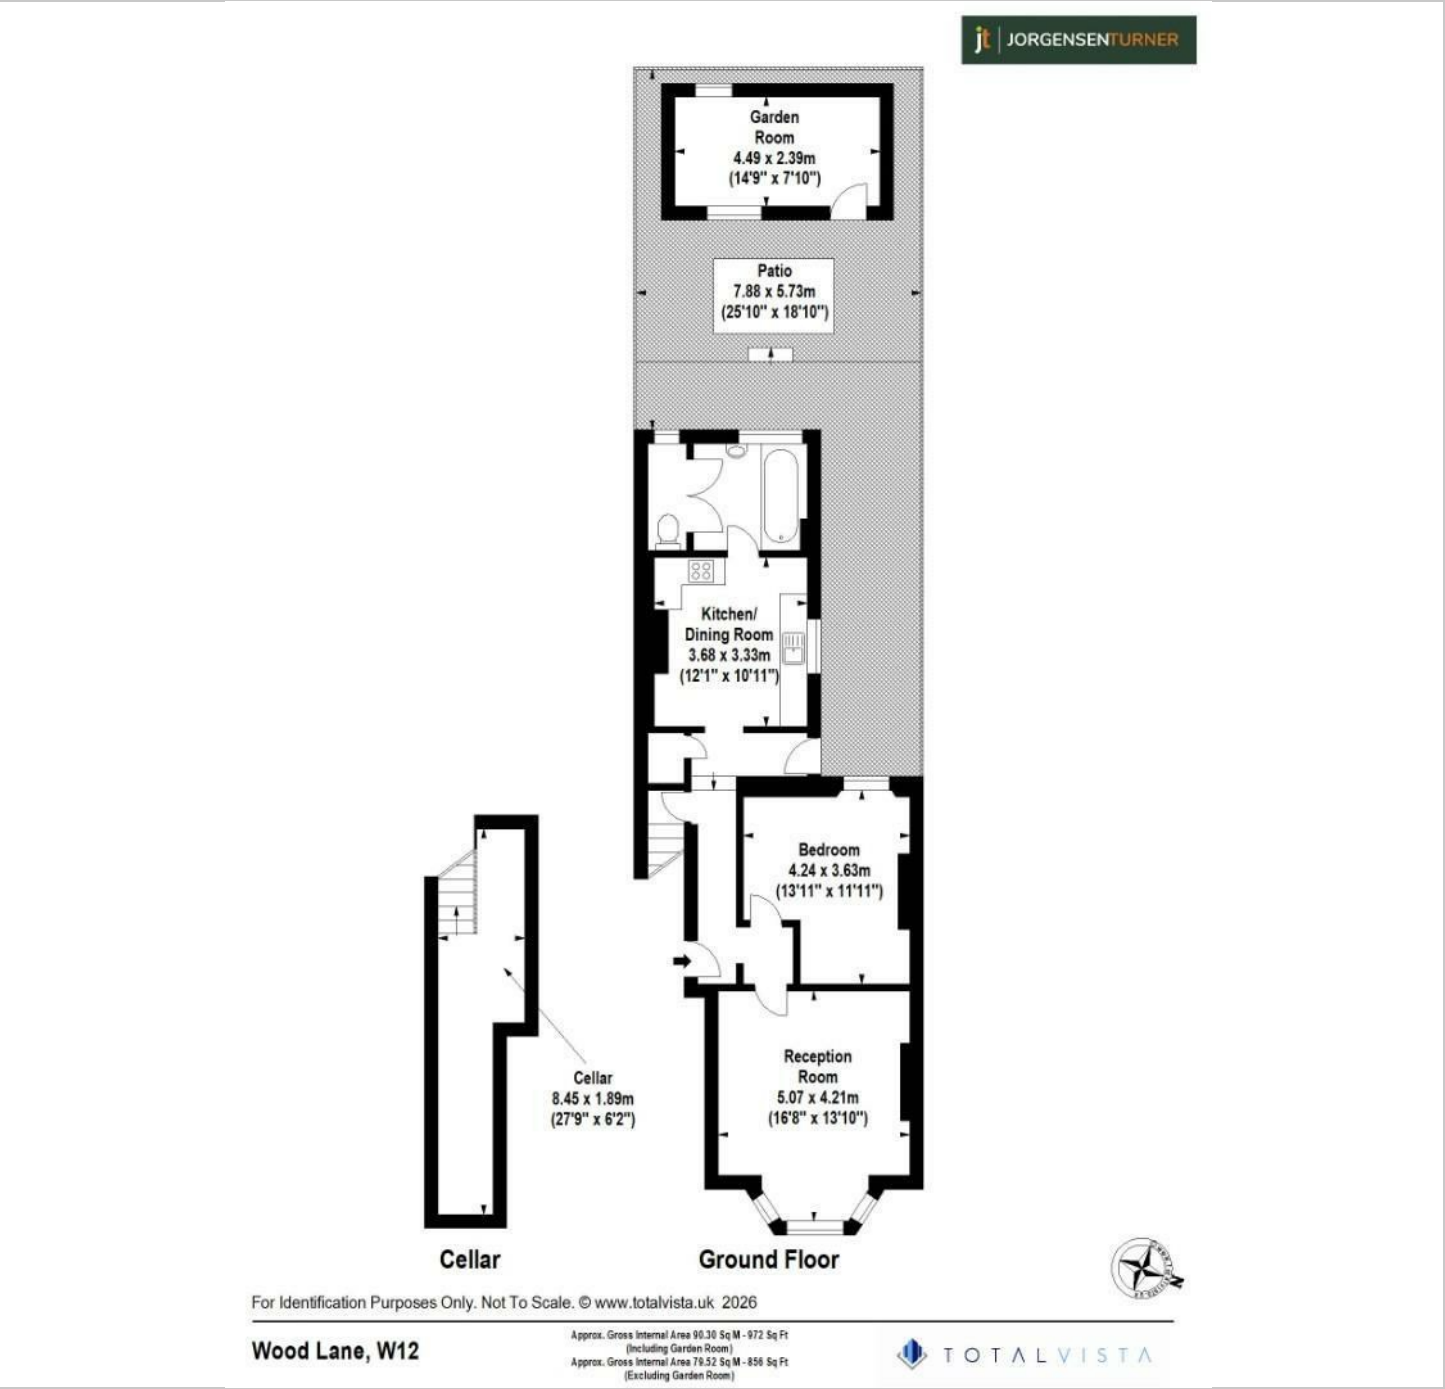 jt | JORGENSENTURNER
Garden
Room
4.49 x 2.39m
(14'9" x 7'10")
Patio
7.88 x 5.73m
(25'10" x 18'10")
Kitchen/
Dining Room
3.68 x 3.33m
(12'1" x 10'11")
Bedroom
4.24 x 3.63m
(13'11" x 11'11")
Reception
Room
5.07 x 4.21m
(16'8" x 13'10")
Cellar
8.45 x 1.89m
(27'9" x 6'2")
Cellar
Ground Floor
N
For Identification Purposes Only. Not To Scale. © www.totalvista.uk 2026
Wood Lane, W12
Approx. Gross Internal Area 90.30 Sq M - 972 Sq Ft
(Including Garden Room)
Approx. Gross Internal Area 79.52 Sq M - 856 Sq Ft
(Excluding Garden Room)
TOTALVISTA